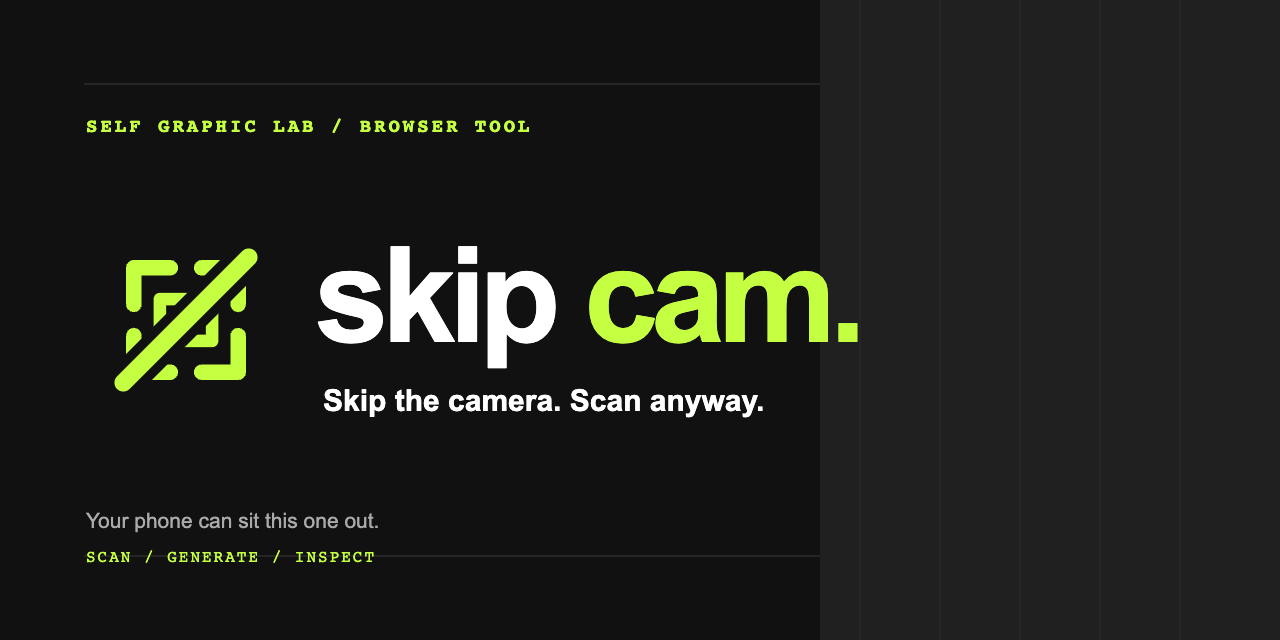 SELF GRAPHIC LAB / BROWSER TOOL
skip cam.
Skip the camera. Scan anyway.
Your phone can sit this one out.
SCAN / GENERATE / INSPECT